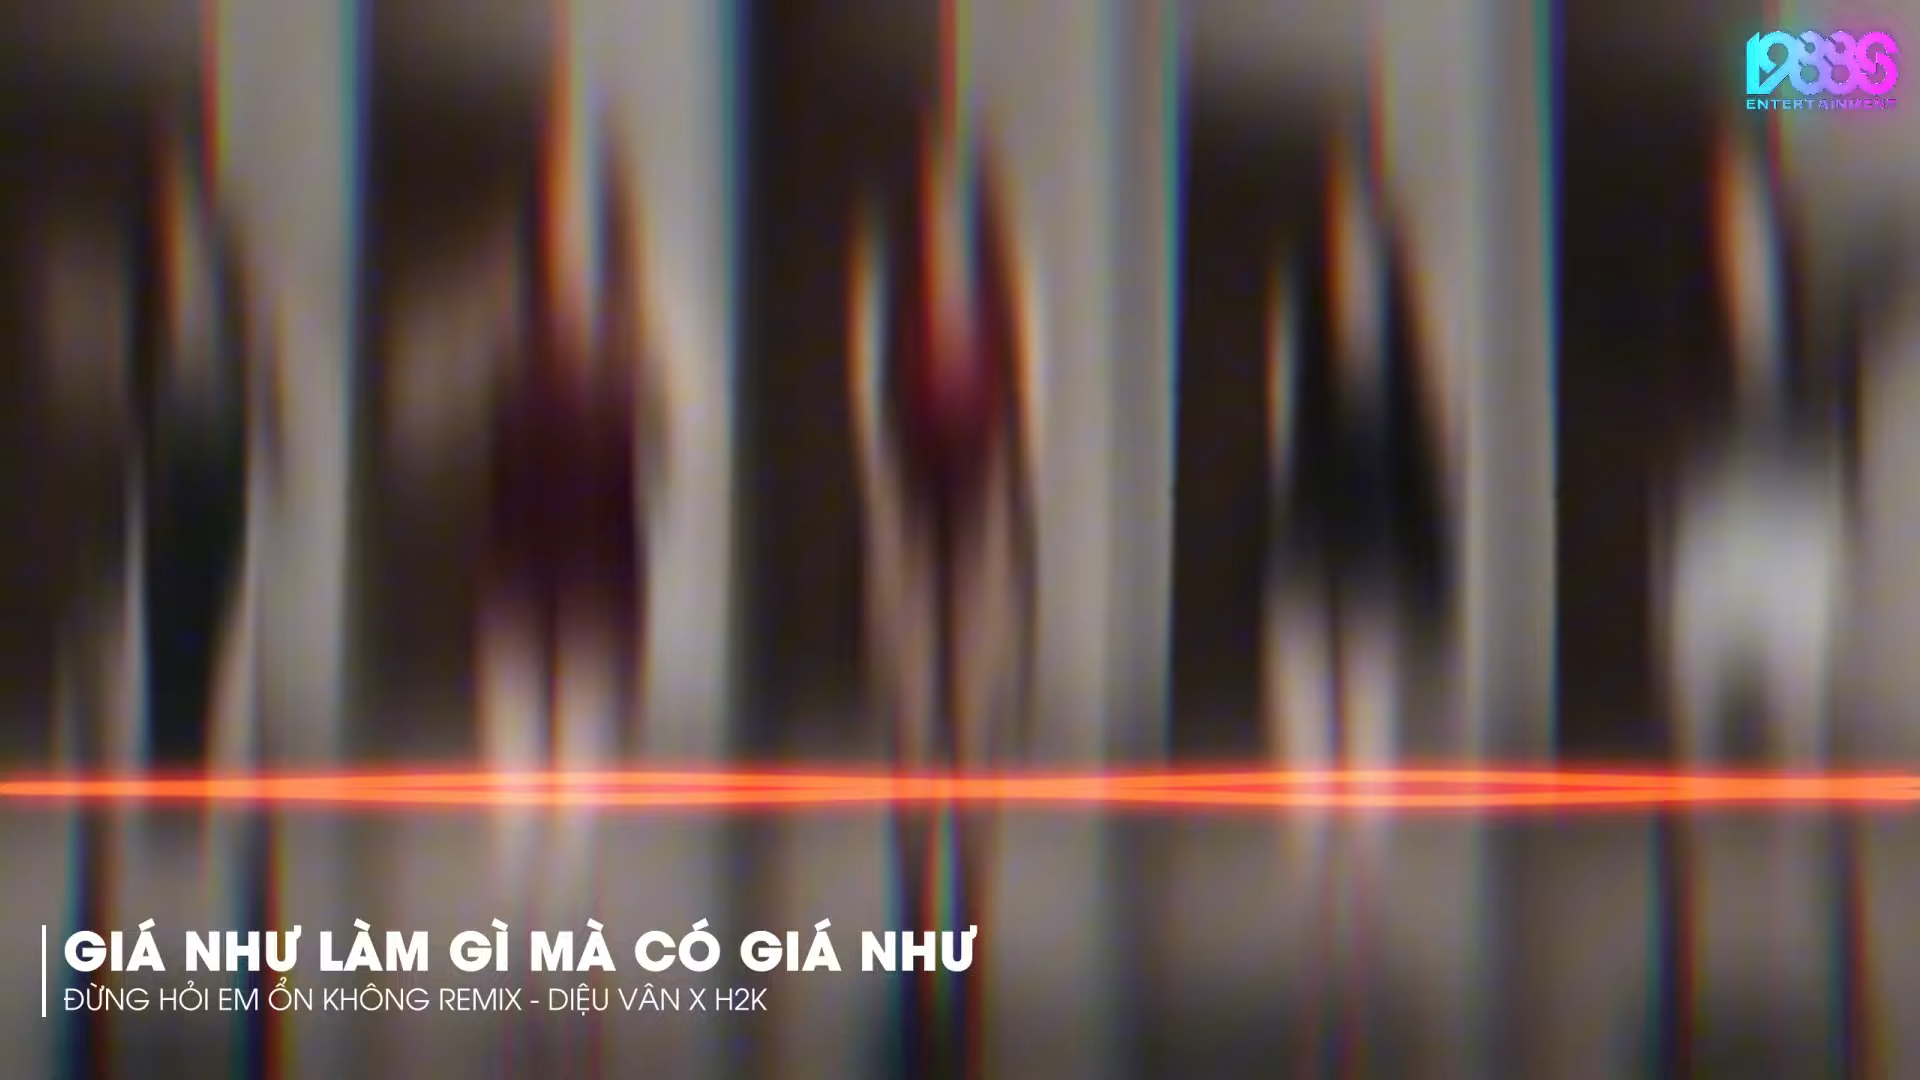 1988S
ENTERTAINMENT
GIÁ NHƯ LÀM GÌ MÀ CÓ GIÁ NHƯ
ĐỪNG HỎI EM ỔN KHÔNG REMIX - DIỆU VÂN X H2K